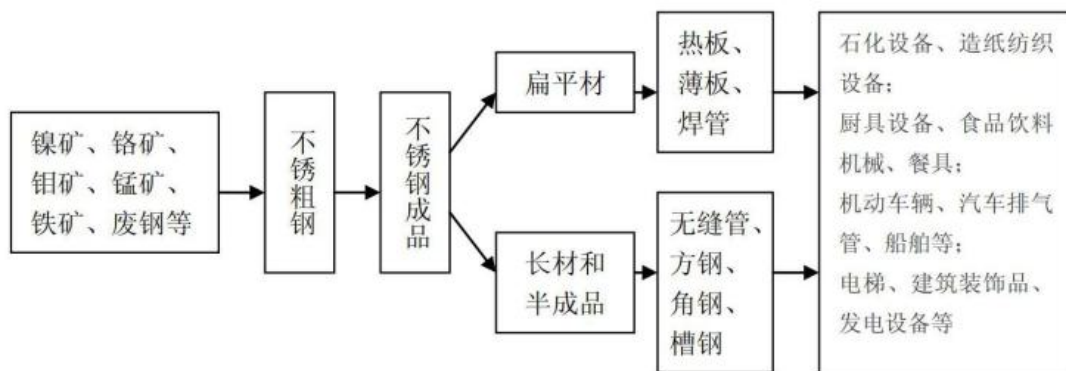 镍矿、铬矿、
钼矿、锰矿、
铁矿、废钢等
不锈粗钢
不锈钢成品
扁平材
长材和
半成品
热板、
薄板、
焊管
无缝管、
方钢、
角钢、
槽钢
石化设备、造纸纺织
设备;
厨具设备、食品饮料
机械、餐具;
机动车辆、汽车排气
管、船舶等;
电梯、建筑装饰品、
发电设备等